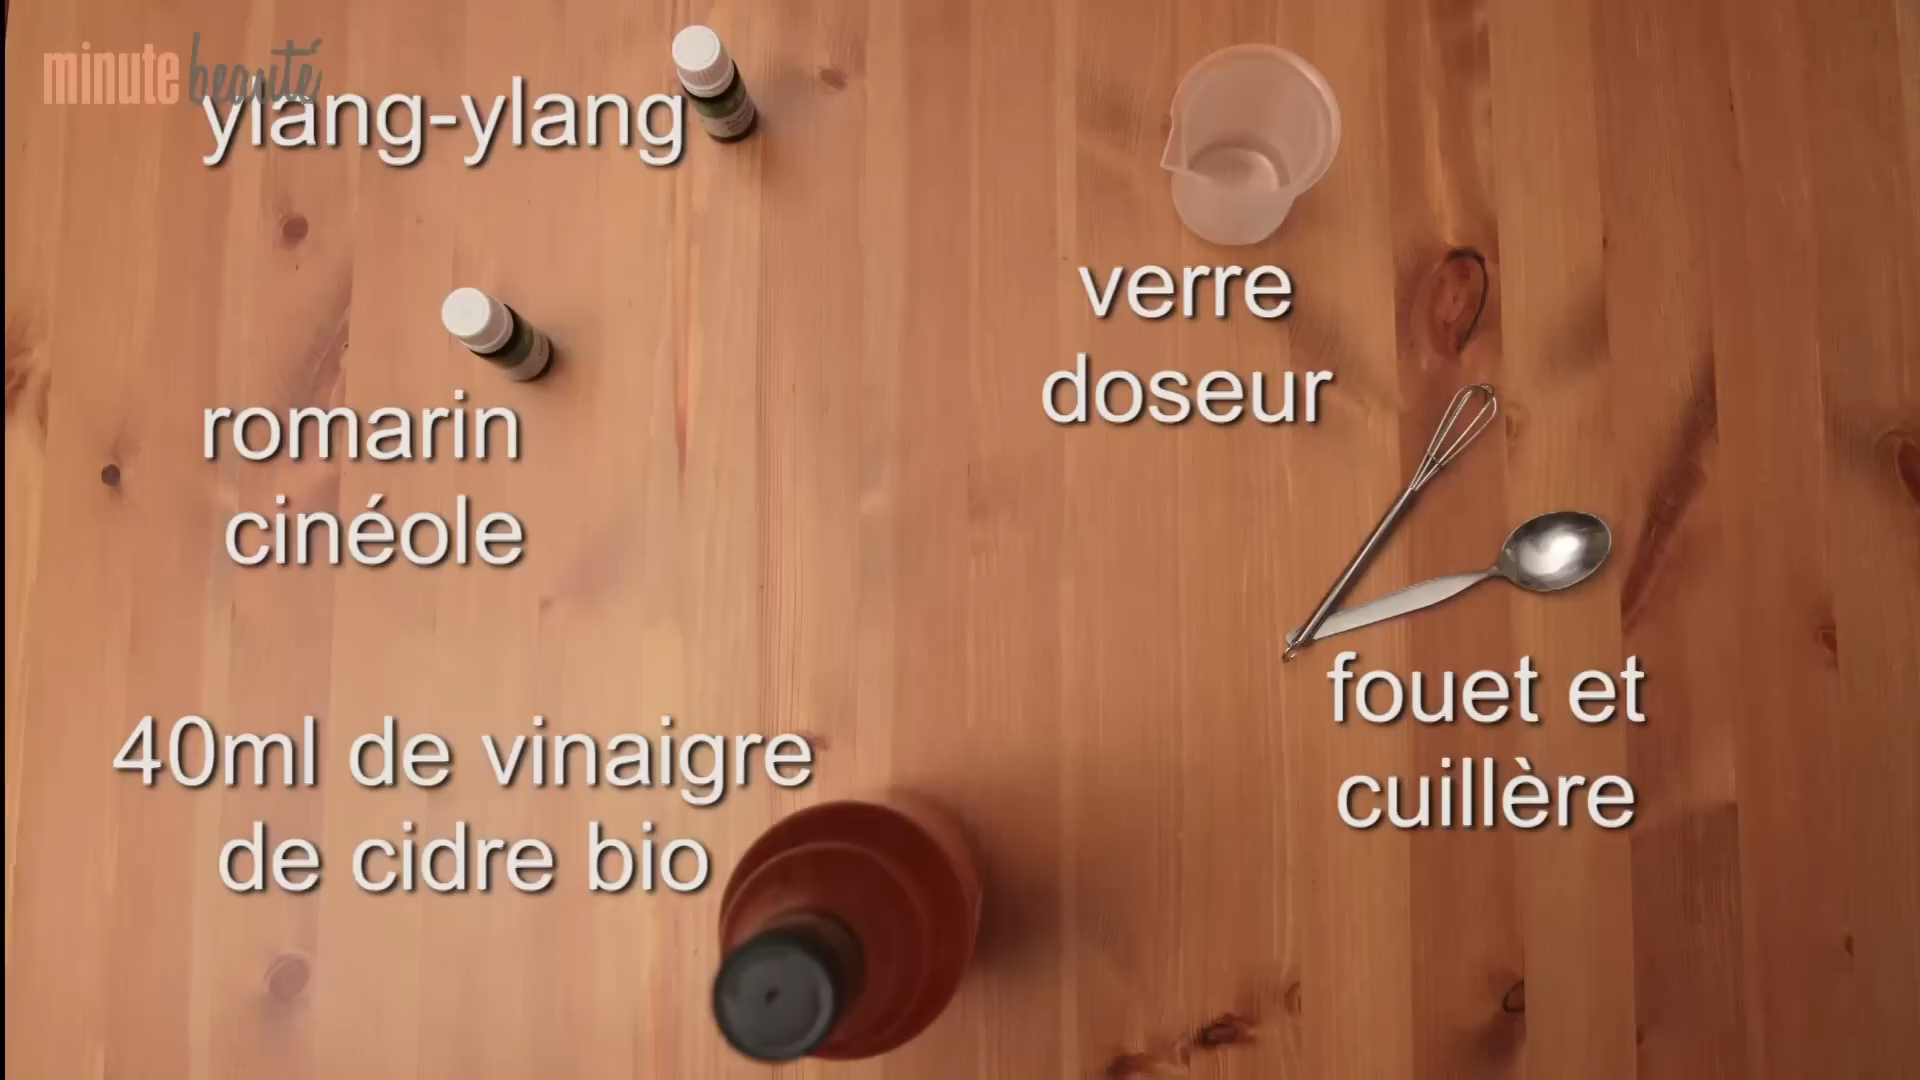 minute beauté
ylang-ylang
romarin
cinéole
40ml de vinaigre
de cidre bio
verre
doseur
fouet et
cuillère